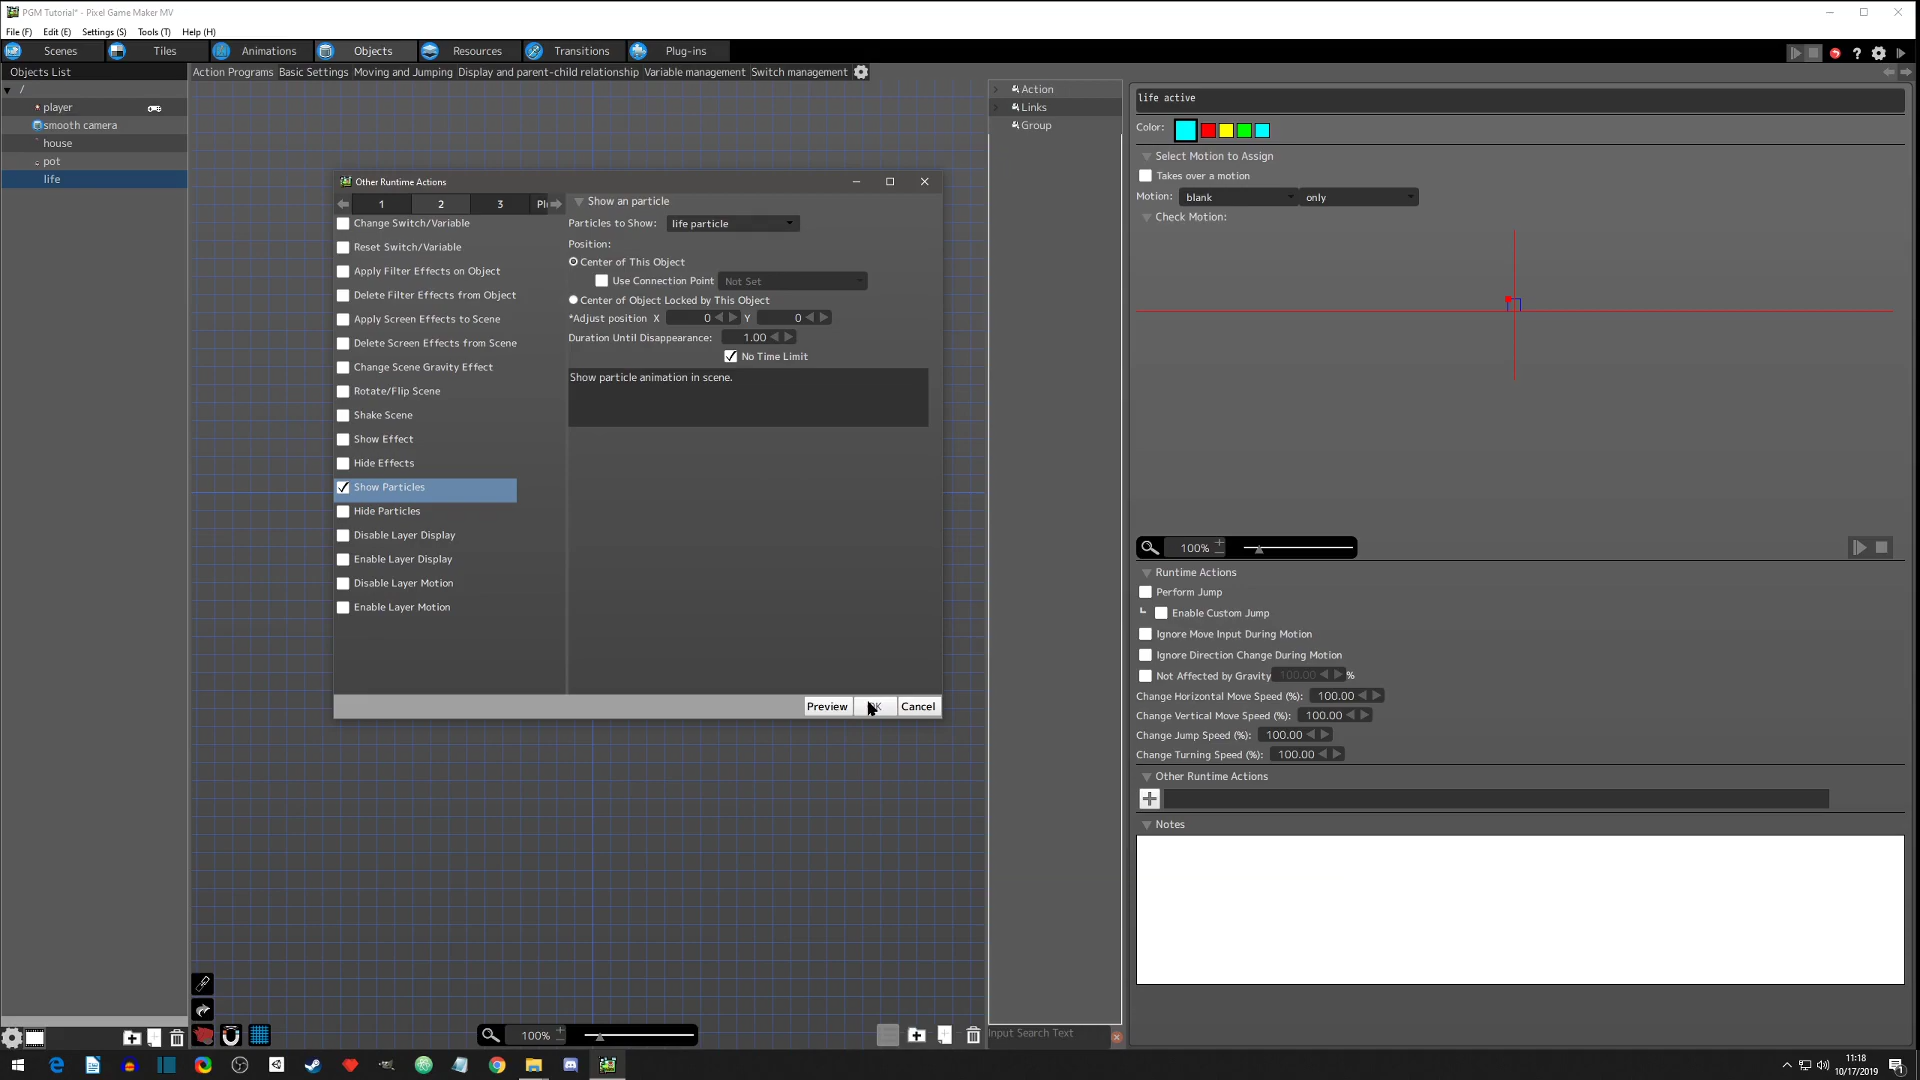 PGM Tutorial* - Pixel Game Maker MV
File (F) Edit (E) Settings (S) Tools (T) Help (H)
Scenes Tiles Animations Objects Resources Transitions Plug-ins
Objects List
/
player
smooth camera
house
pot
life
Action Programs Basic Settings Moving and Jumping Display and parent-child relationship Variable management Switch management
Other Runtime Actions
1 2 3
Change Switch/Variable
Reset Switch/Variable
Apply Filter Effects on Object
Delete Filter Effects from Object
Apply Screen Effects to Scene
Delete Screen Effects from Scene
Change Scene Gravity Effect
Rotate/Flip Scene
Shake Scene
Show Effect
Hide Effects
Show Particles
Hide Particles
Disable Layer Display
Enable Layer Display
Disable Layer Motion
Enable Layer Motion
Show an particle
Particles to Show: life particle
Position:
Center of This Object
Use Connection Point Not Set
Center of Object Locked by This Object
*Adjust position X 0 Y 0
Duration Until Disappearance: 1.00
No Time Limit
Show particle animation in scene.
Preview Cancel
100%
Action
Links
Group
Input Search Text
life active
Color:
Select Motion to Assign
Takes over a motion
Motion: blank only
Check Motion:
100%
Runtime Actions
Perform Jump
Enable Custom Jump
Ignore Move Input During Motion
Ignore Direction Change During Motion
Not Affected by Gravity 100.00 %
Change Horizontal Move Speed (%): 100.00
Change Vertical Move Speed (%): 100.00
Change Jump Speed (%): 100.00
Change Turning Speed (%): 100.00
Other Runtime Actions
Notes
11:18
10/17/2019